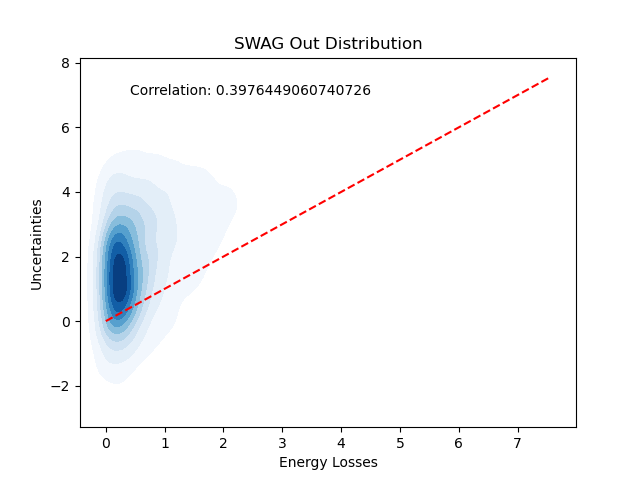 SWAG Out Distribution
Correlation: 0.3976449060740726
8
6
4
2
0
−2
Uncertainties
0 1 2 3 4 5 6 7
Energy Losses